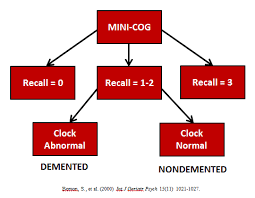 MINI-COG
Recall = 0
Recall = 1-2
Recall = 3
Clock
Abnormal
Clock
Normal
DEMENTED
NONDEMENTED
S., et al. (2000) Int J Geriatr Psych 15(11) 1021-1027.